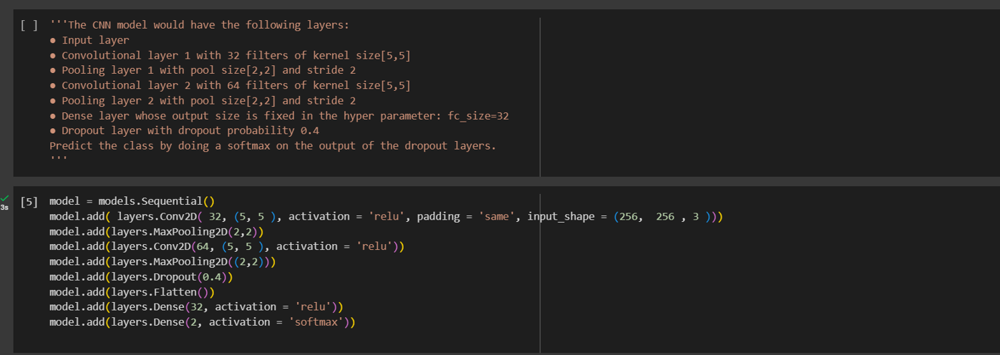 [ ] '''The CNN model would have the following layers:
● Input layer
● Convolutional layer 1 with 32 filters of kernel size[5,5]
● Pooling layer 1 with pool size[2,2] and stride 2
● Convolutional layer 2 with 64 filters of kernel size[5,5]
● Pooling layer 2 with pool size[2,2] and stride 2
● Dense layer whose output size is fixed in the hyper parameter: fc_size=32
● Dropout layer with dropout probability 0.4
Predict the class by doing a softmax on the output of the dropout layers.
'''
3s
[5] model = models.Sequential()
model.add( layers.Conv2D( 32, (5, 5 ), activation = 'relu', padding = 'same', input_shape = (256,  256 , 3 )))
model.add(layers.MaxPooling2D(2,2))
model.add(layers.Conv2D(64, (5, 5 ), activation = 'relu'))
model.add(layers.MaxPooling2D((2,2)))
model.add(layers.Dropout(0.4))
model.add(layers.Flatten())
model.add(layers.Dense(32, activation = 'relu'))
model.add(layers.Dense(2, activation = 'softmax'))